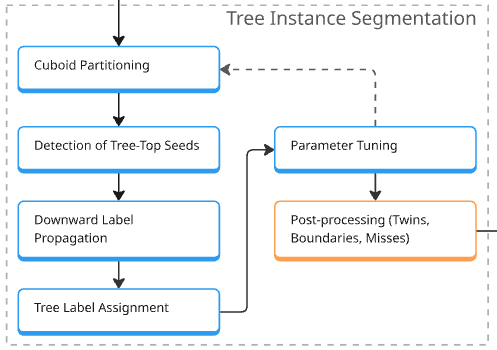 Tree Instance Segmentation
Cuboid Partitioning
Detection of Tree-Top Seeds
Downward Label
Propagation
Tree Label Assignment
Parameter Tuning
Post-processing (Twins,
Boundaries, Misses)